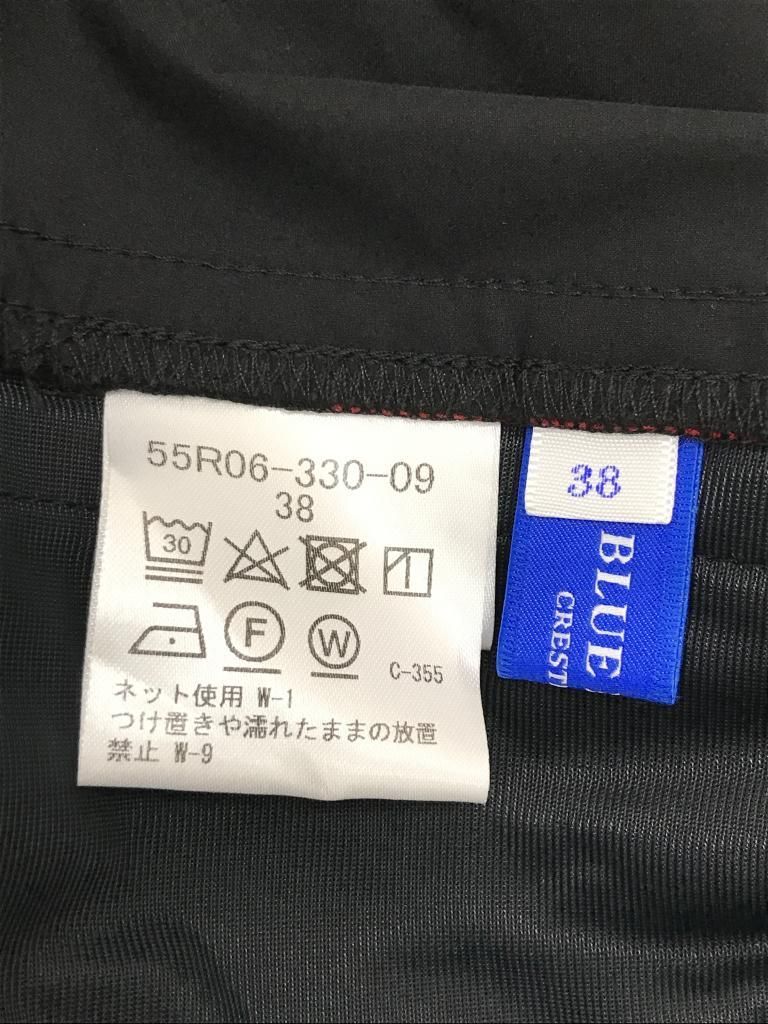 55R06-330-09
38
30
F
W
C-355
ネット使用 W-1
つけ置きや濡れたままの放置
禁止 W-9
38
BLUE
CREST